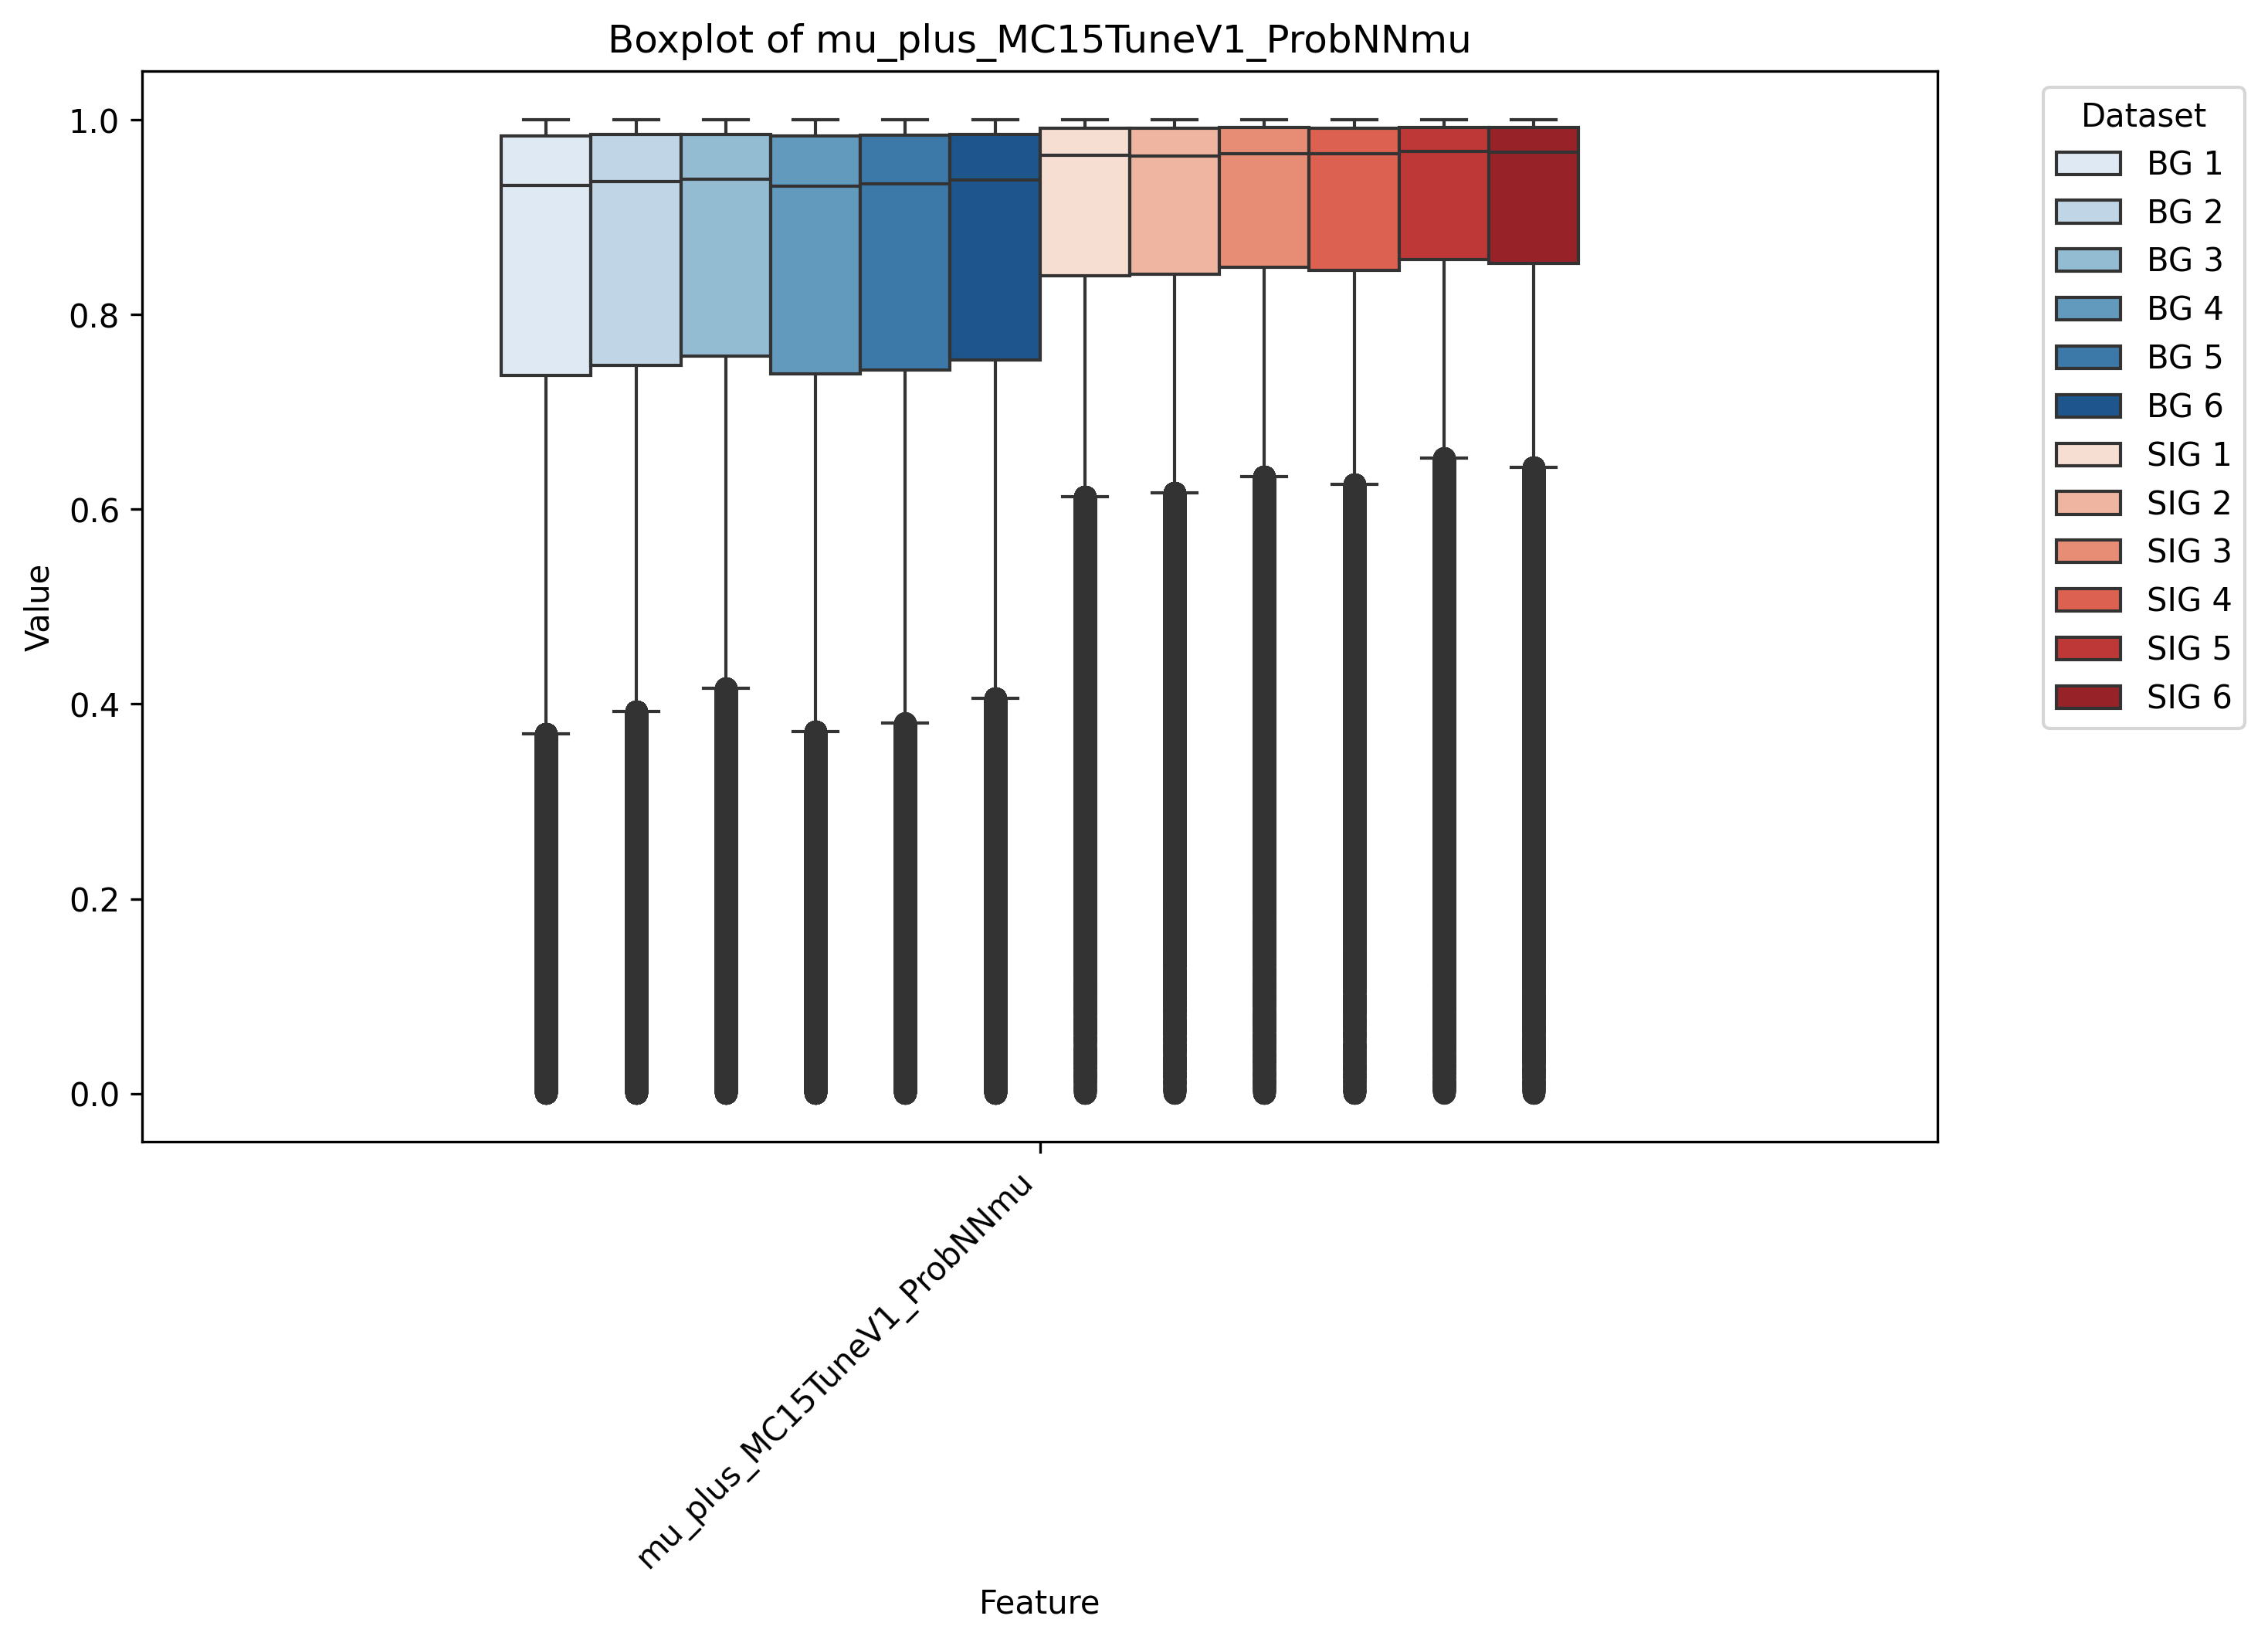 Boxplot of mu_plus_MC15TuneV1_ProbNNmu
Value
1.0
0.8
0.6
0.4
0.2
0.0
mu_plus_MC15TuneV1_ProbNNmu
Feature
Dataset
BG 1
BG 2
BG 3
BG 4
BG 5
BG 6
SIG 1
SIG 2
SIG 3
SIG 4
SIG 5
SIG 6